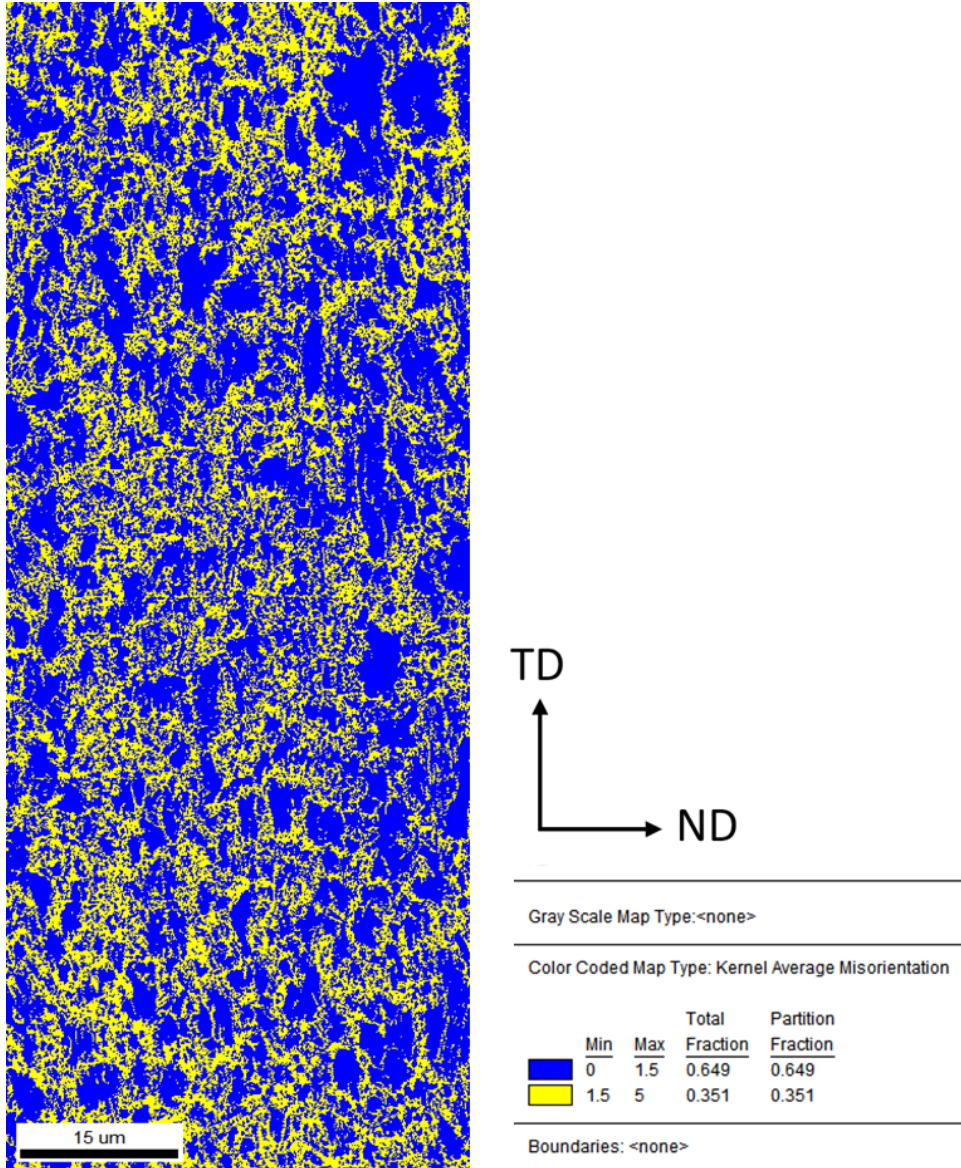 TD
ND
15 um
Gray Scale Map Type:<none>
Color Coded Map Type: Kernel Average Misorientation
Total Partition
Min Max Fraction Fraction
0 1.5 0.649 0.649
1.5 5 0.351 0.351
Boundaries: <none>